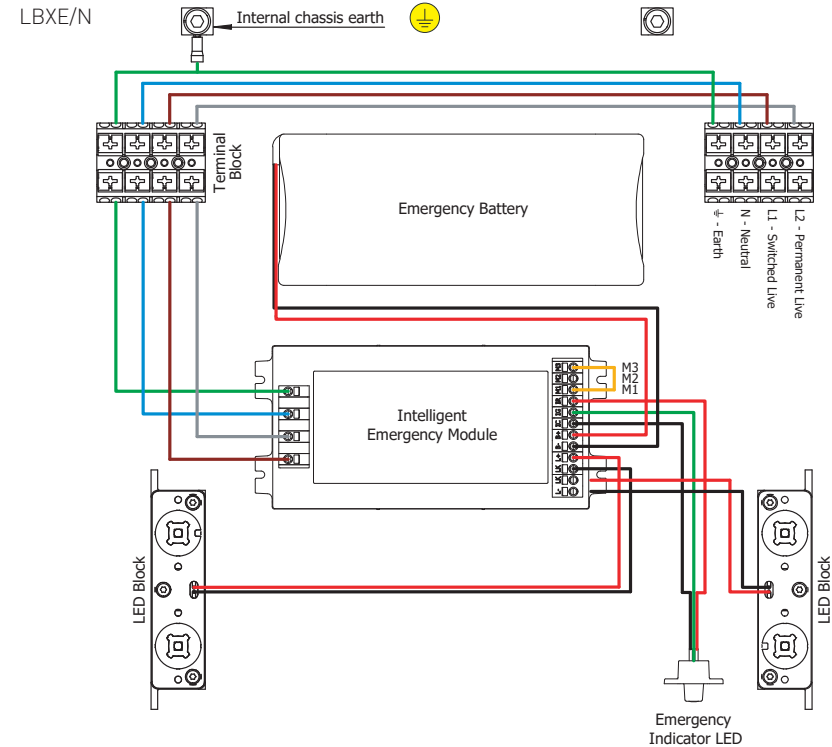 LBXE/N
Internal chassis earth
Terminal
Block
Emergency Battery
⏚ - Earth
N - Neutral
L1 - Switched Live
L2 - Permanent Live
M3
M2
M1
Intelligent
Emergency Module
LED Block
LED Block
Emergency
Indicator LED